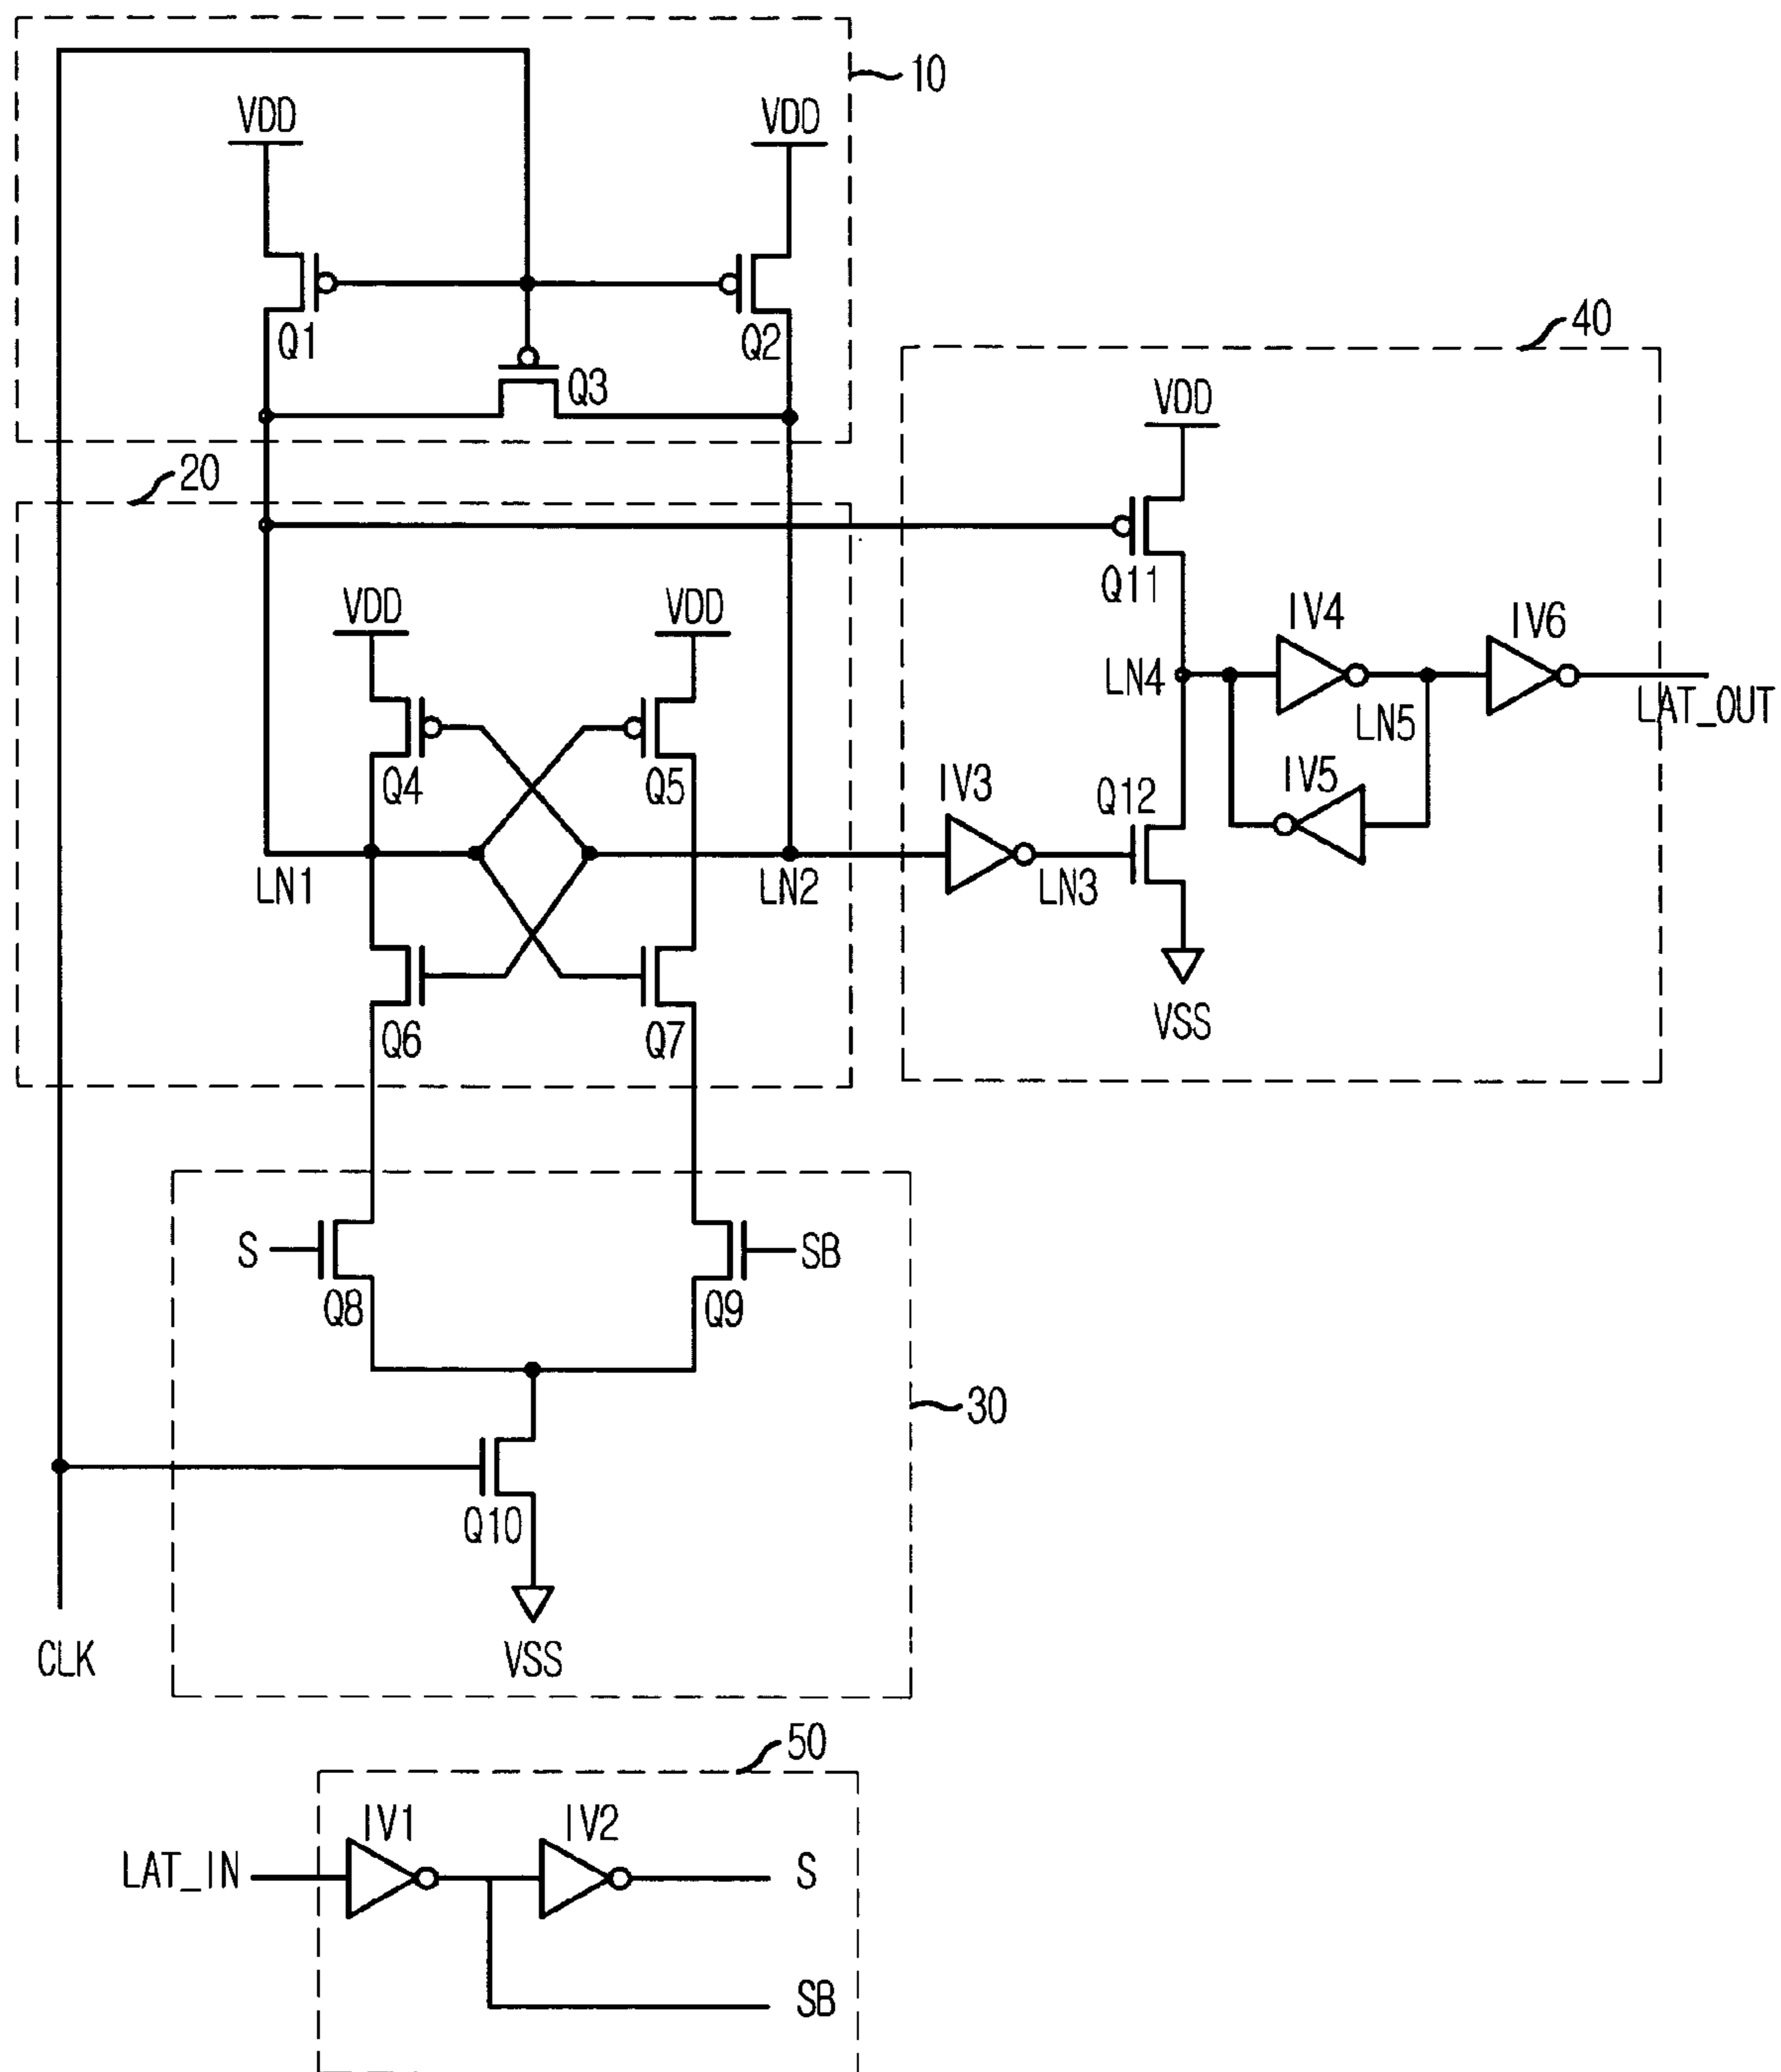 10
VDD
VDD
Q1
Q2
Q3
40
VDD
20
Q11
VDD
VDD
IV4
IV6
LN4
LN5
LAT_OUT
Q4
Q5
IV3
Q12
IV5
LN1
LN2
LN3
VSS
Q6
Q7
S
SB
Q8
Q9
30
Q10
CLK
VSS
50
IV1
IV2
LAT_IN
S
SB